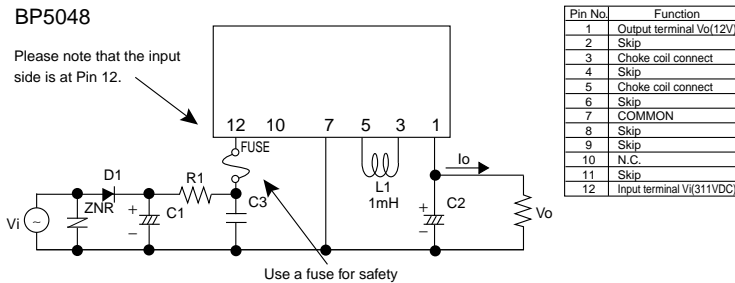 BP5048
Please note that the input
side is at Pin 12.
12 10 7 5 3 1
FUSE
D1
R1
Io
ZNR
+
C1
C3
L1
1mH
+
C2
Vi
~
−
−
Vo
Use a fuse for safety
Pin No. Function
1 Output terminal Vo(12V)
2 Skip
3 Choke coil connect
4 Skip
5 Choke coil connect
6 Skip
7 COMMON
8 Skip
9 Skip
10 N.C.
11 Skip
12 Input terminal Vi(311VDC)